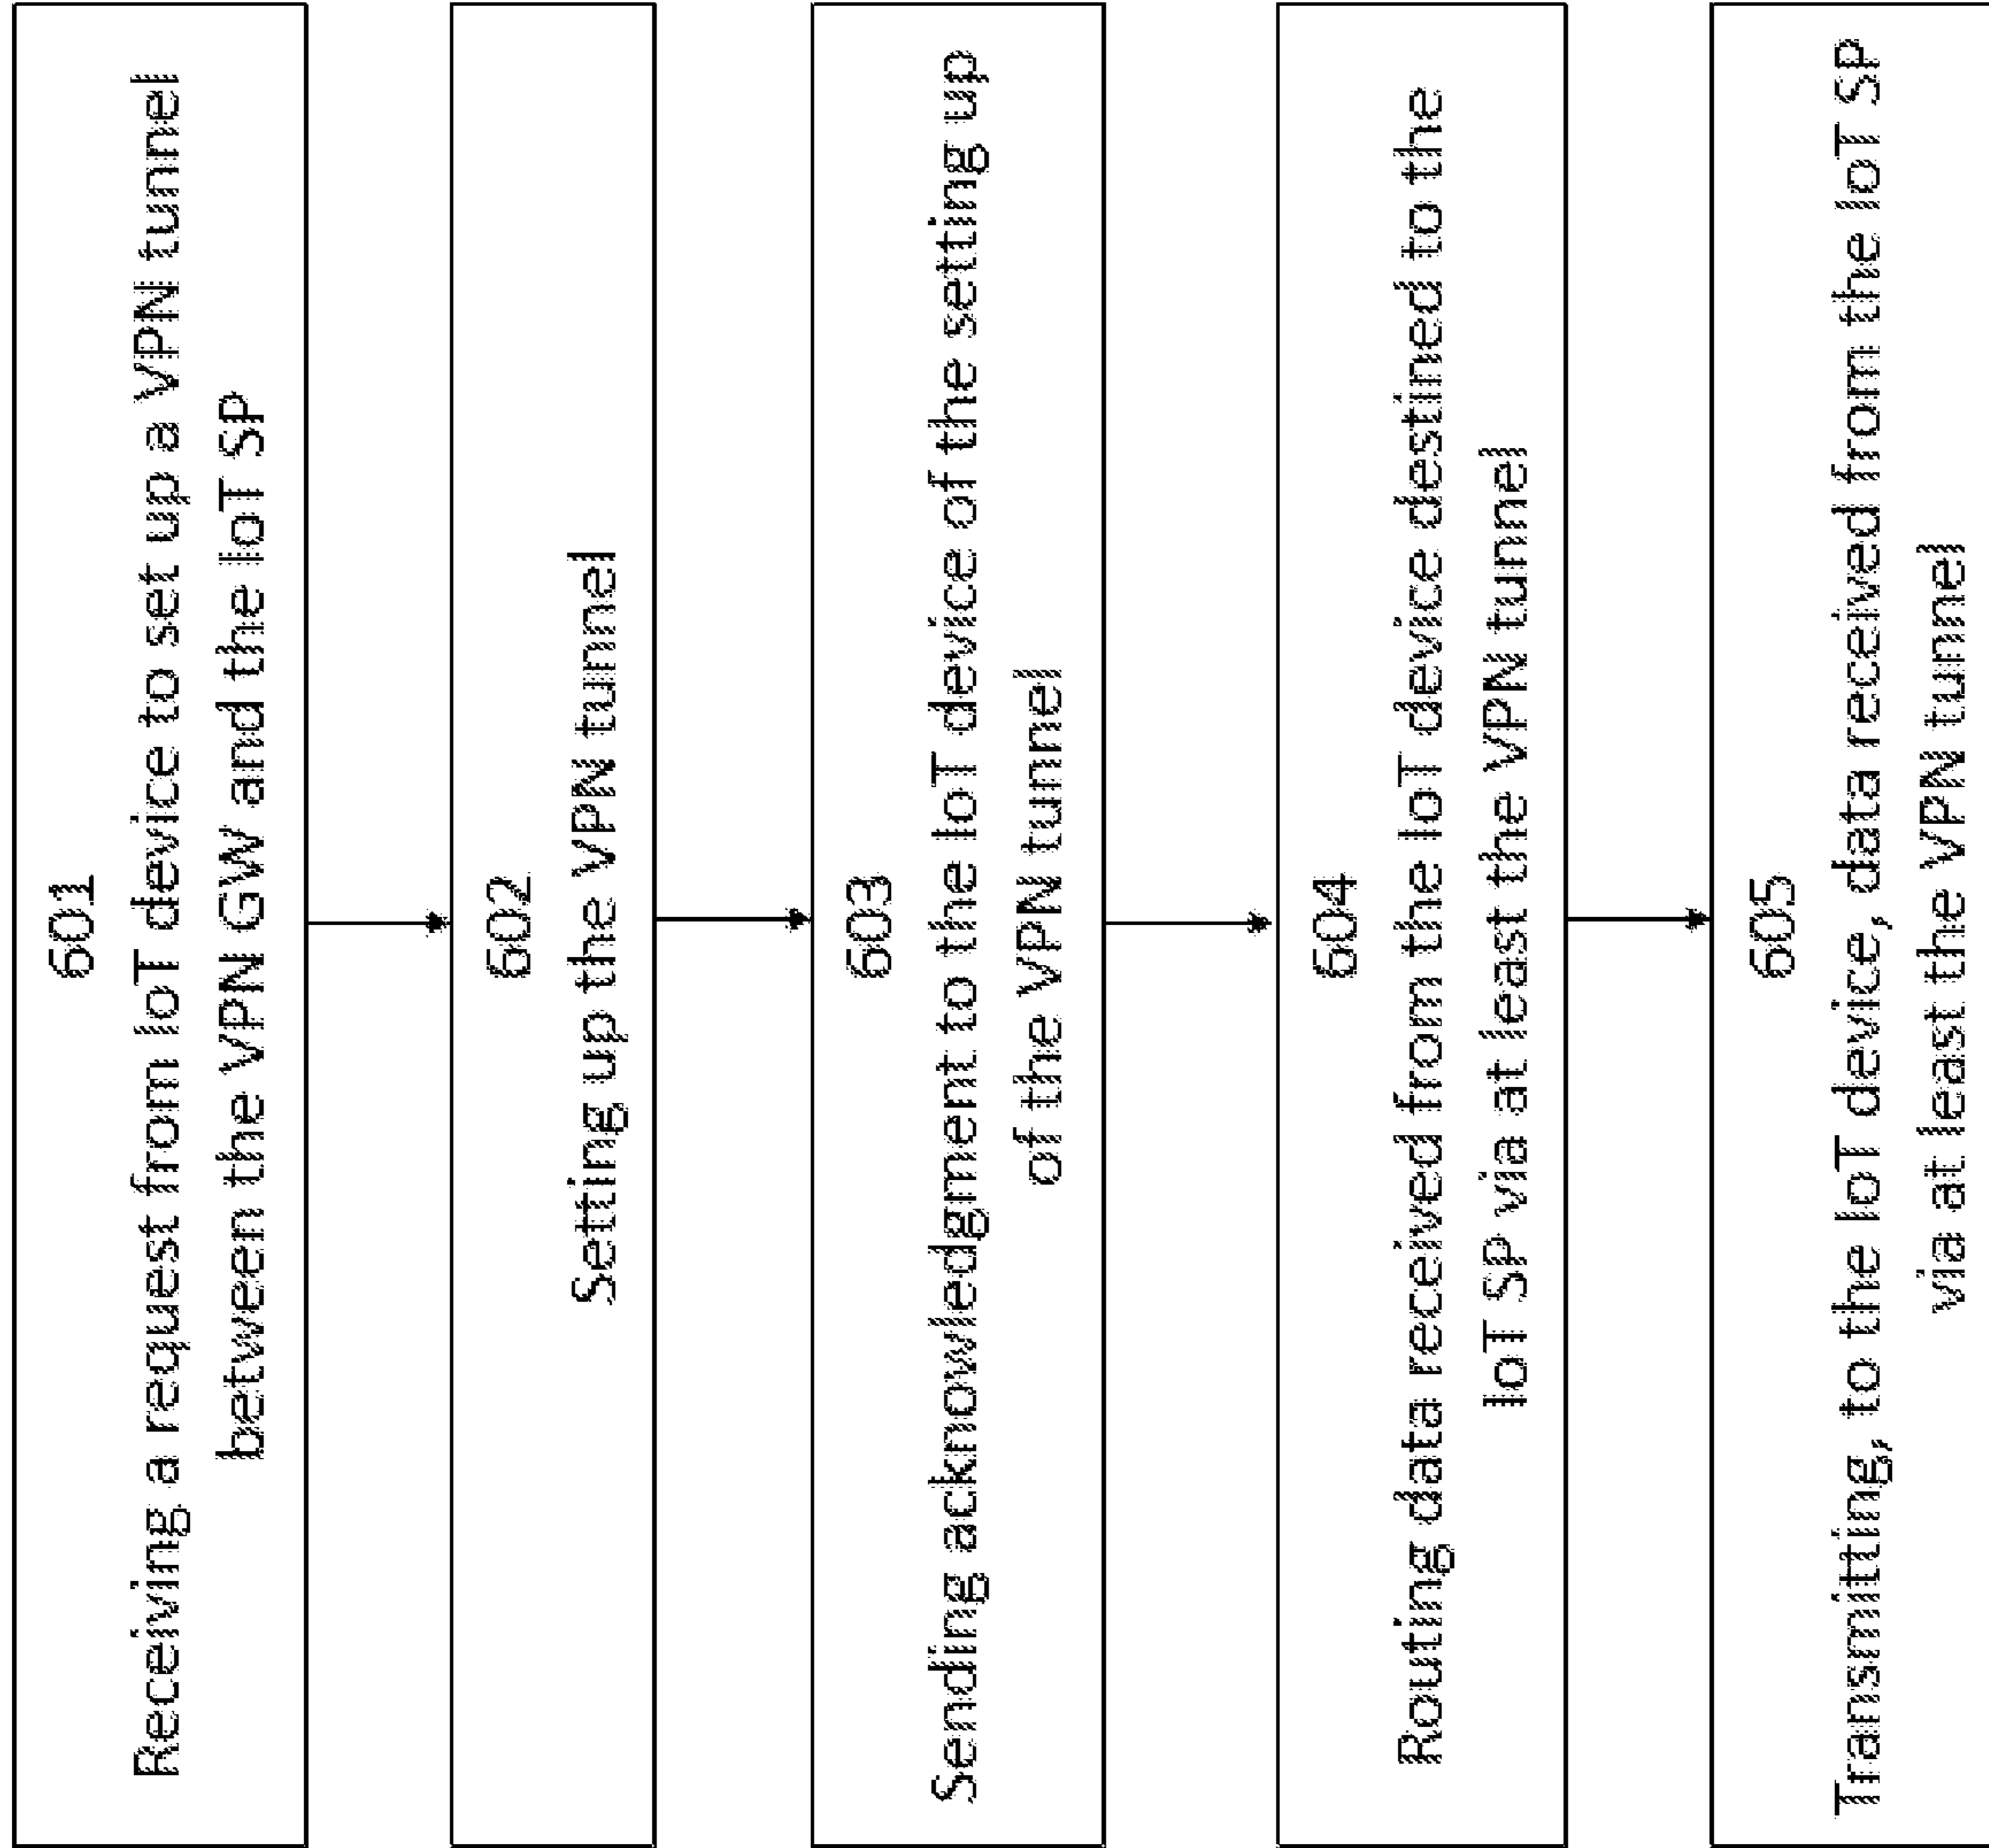 601
Receiving a request from IoT device to set up a VPN tunnel
between the VPN GW and the IoT SP
602
Setting up the VPN tunnel
603
Sending acknowledgment to the IoT device of the setting up
of the VPN tunnel
604
Routing data received from the IoT device destined to the
IoT SP via at least the VPN tunnel
605
Transmitting, to the IoT device, data received from the IoT SP
via at least the VPN tunnel